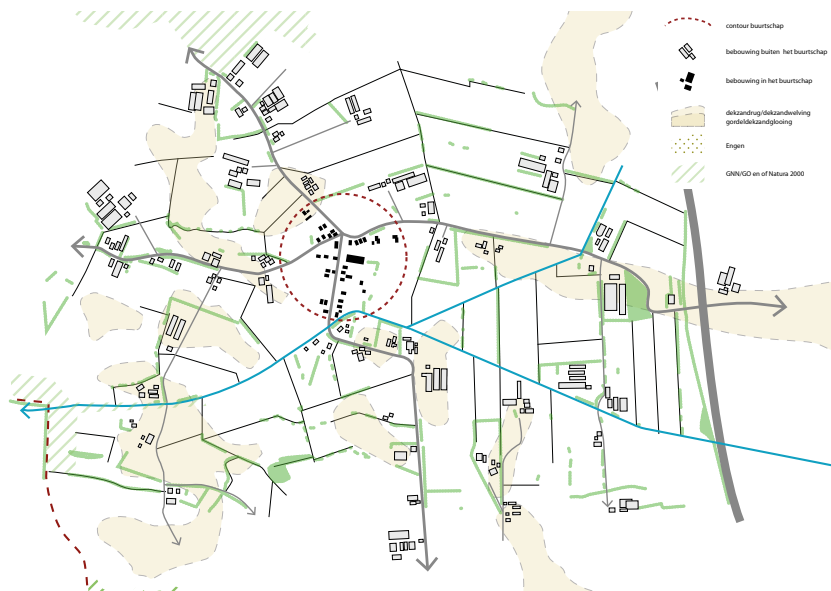 contour buurtschap
bebouwing buiten het buurtschap
bebouwing in het buurtschap
dekzandrug/dekzandwelving
gordeldekzandglooing
Engen
GNN/GO en of Natura 2000